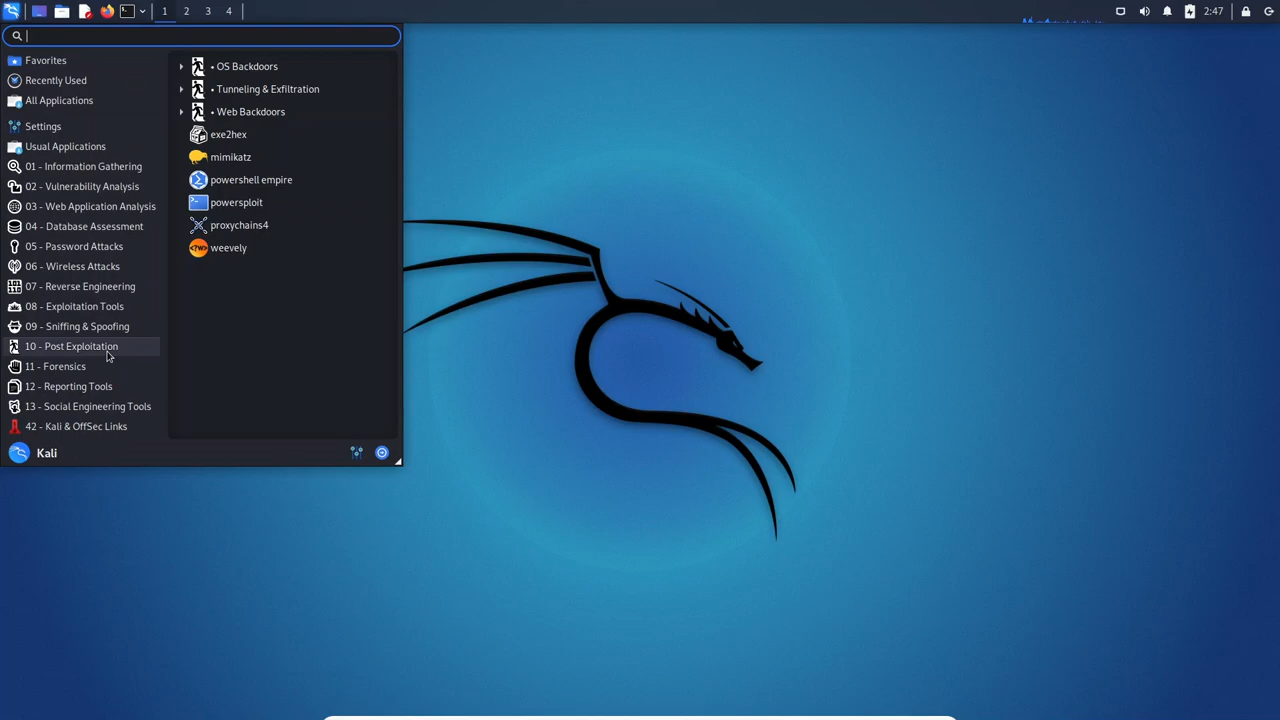 1 2 3 4
2:47
Favorites
Recently Used
All Applications
Settings
Usual Applications
01 - Information Gathering
02 - Vulnerability Analysis
03 - Web Application Analysis
04 - Database Assessment
05 - Password Attacks
06 - Wireless Attacks
07 - Reverse Engineering
08 - Exploitation Tools
09 - Sniffing & Spoofing
10 - Post Exploitation
11 - Forensics
12 - Reporting Tools
13 - Social Engineering Tools
42 - Kali & OffSec Links
• OS Backdoors
• Tunneling & Exfiltration
• Web Backdoors
exe2hex
mimikatz
powershell empire
powersploit
proxychains4
weevely
Kali